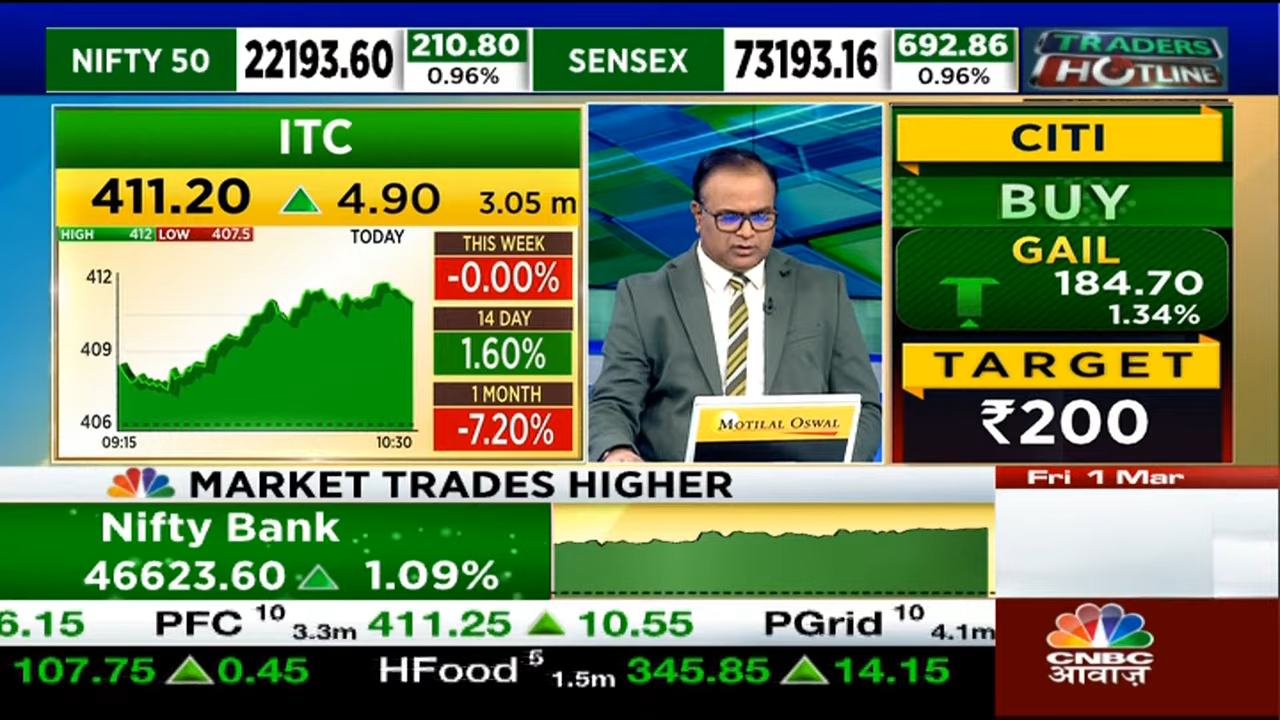 NIFTY 50 22193.60 210.80 0.96% SENSEX 73193.16 692.86 0.96% TRADERS HOTLINE
ITC
411.20 ▲ 4.90 3.05 m
HIGH 412 LOW 407.5 TODAY
412
409
406
09:15 10:30
THIS WEEK
-0.00%
14 DAY
1.60%
1 MONTH
-7.20%
MOTILAL OSWAL
CITI
BUY
GAIL
184.70
1.34%
TARGET
₹200
MARKET TRADES HIGHER
Fri 1 Mar
Nifty Bank
46623.60 ▲ 1.09%
6.15 PFC 10 3.3m 411.25 ▲ 10.55 PGrid 10 4.1m
107.75 ▲ 0.45 HFood 5 1.5m 345.85 ▲ 14.15
CNBC
आवाज़